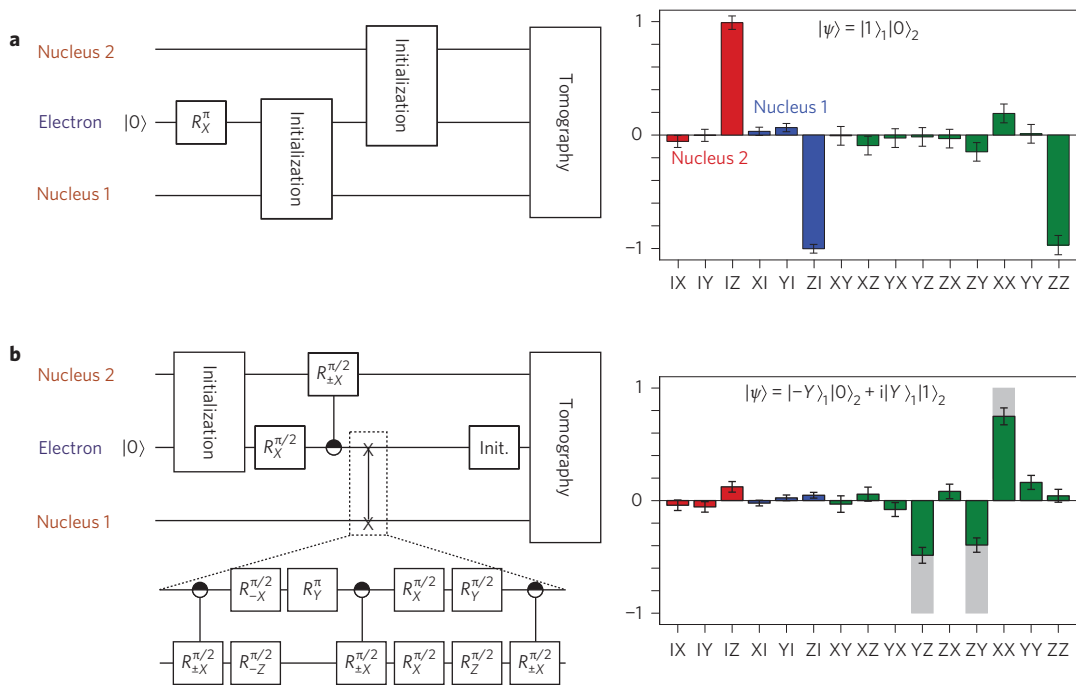 a
Nucleus 2
Electron |0⟩
Nucleus 1
R_X^π
Initialization
Initialization
Tomography
|ψ⟩ = |1⟩₁|0⟩₂
1
0
−1
Nucleus 1
Nucleus 2
IX IY IZ XI YI ZI XY XZ YX YZ ZX ZY XX YY ZZ
b
Nucleus 2
Electron |0⟩
Nucleus 1
Initialization
R_X^π/2
R_±X^π/2
X
X
Init.
Tomography
R_−X^π/2 R_Y^π R_X^π/2 R_Y^π/2
R_±X^π/2 R_−Z^π/2 R_±X^π/2 R_X^π/2 R_Z^π/2 R_±X^π/2
|ψ⟩ = |−Y⟩₁|0⟩₂ + i|Y⟩₁|1⟩₂
1
0
−1
IX IY IZ XI YI ZI XY XZ YX YZ ZX ZY XX YY ZZ